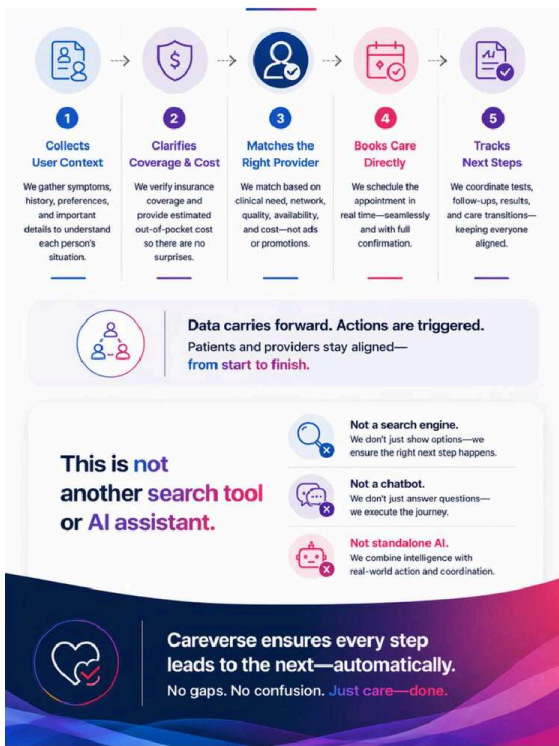 1
Collects
User Context
We gather symptoms,
history, preferences,
and important
details to understand
each person's
situation.
2
Clarifies
Coverage & Cost
We verify insurance
coverage and
provide estimated
out-of-pocket cost
so there are no
surprises.
3
Matches the
Right Provider
We match based on
clinical need, network,
quality, availability,
and cost—not ads
or promotions.
4
Books Care
Directly
We schedule the
appointment in
real time—seamlessly
and with full
confirmation.
5
Tracks
Next Steps
We coordinate tests,
follow-ups, results,
and care transitions—
keeping everyone
aligned.
Data carries forward. Actions are triggered.
Patients and providers stay aligned—
from start to finish.
This is not
another search tool
or AI assistant.
Not a search engine.
We don't just show options—we
ensure the right next step happens.
Not a chatbot.
We don't just answer questions—
we execute the journey.
Not standalone AI.
We combine intelligence with
real-world action and coordination.
Careverse ensures every step
leads to the next—automatically.
No gaps. No confusion. Just care—done.